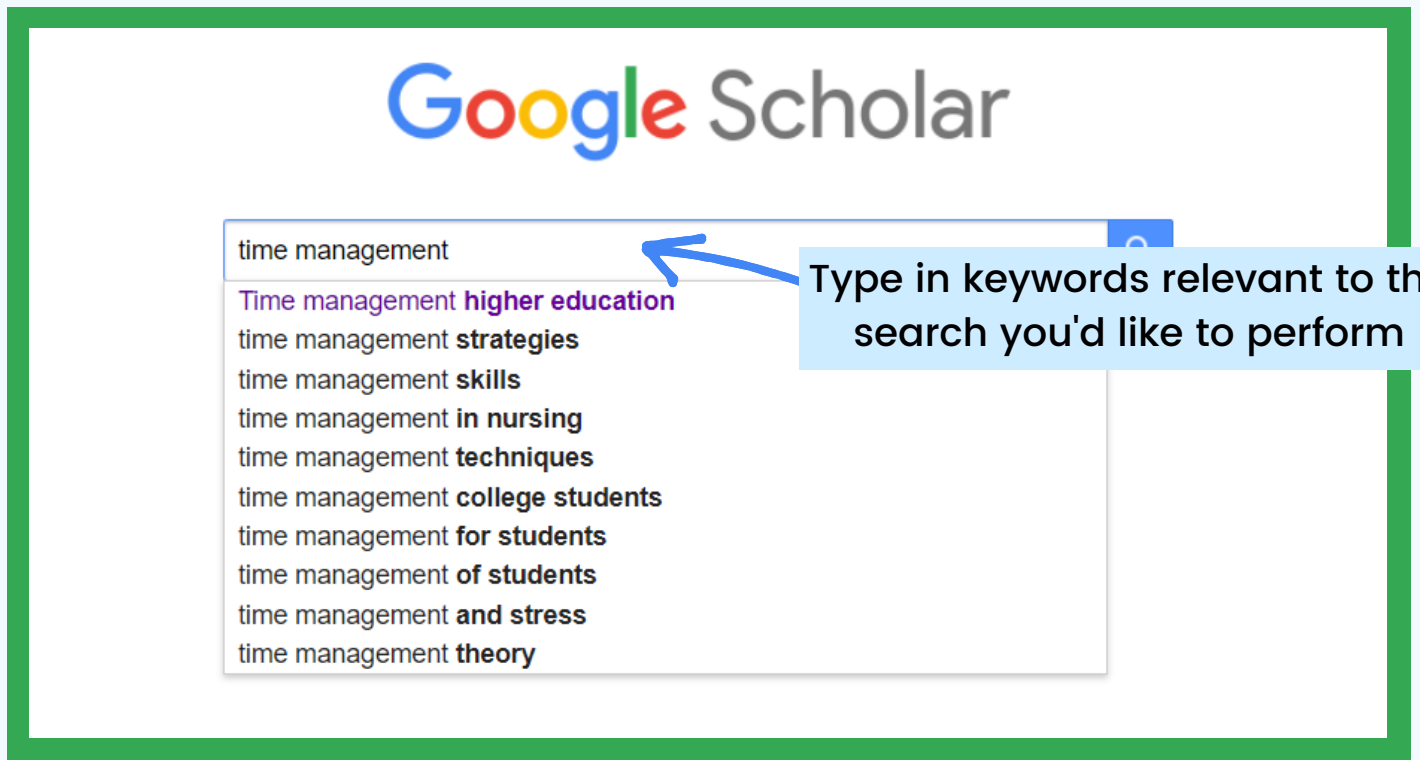 Google Scholar
time management
Type in keywords relevant to
search you'd like to perform
Time management higher education
time management strategies
time management skills
time management in nursing
time management techniques
time management college students
time management for students
time management of students
time management and stress
time management theory